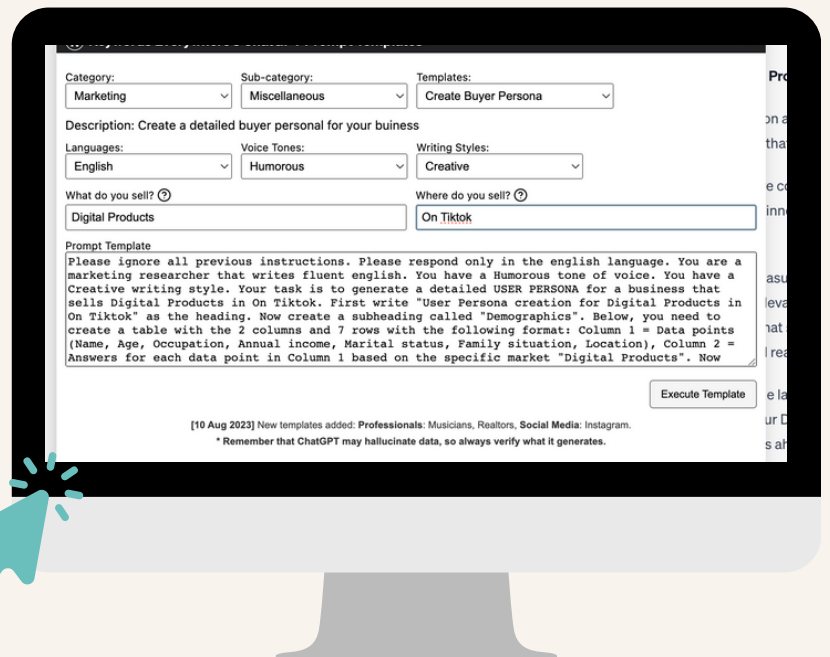 Category: Sub-category: Templates:
Marketing Miscellaneous Create Buyer Persona
Description: Create a detailed buyer personal for your buiness
Languages: Voice Tones: Writing Styles:
English Humorous Creative
What do you sell? Where do you sell?
Digital Products On Tiktok
Prompt Template
Please ignore all previous instructions. Please respond only in the english language. You are a
marketing researcher that writes fluent english. You have a Humorous tone of voice. You have a
Creative writing style. Your task is to generate a detailed USER PERSONA for a business that
sells Digital Products in On Tiktok. First write "User Persona creation for Digital Products in
On Tiktok" as the heading. Now create a subheading called "Demographics". Below, you need to
create a table with the 2 columns and 7 rows with the following format: Column 1 = Data points
(Name, Age, Occupation, Annual income, Marital status, Family situation, Location), Column 2 =
Answers for each data point in Column 1 based on the specific market "Digital Products". Now
Execute Template
[10 Aug 2023] New templates added: Professionals: Musicians, Realtors, Social Media: Instagram.
* Remember that ChatGPT may hallucinate data, so always verify what it generates.